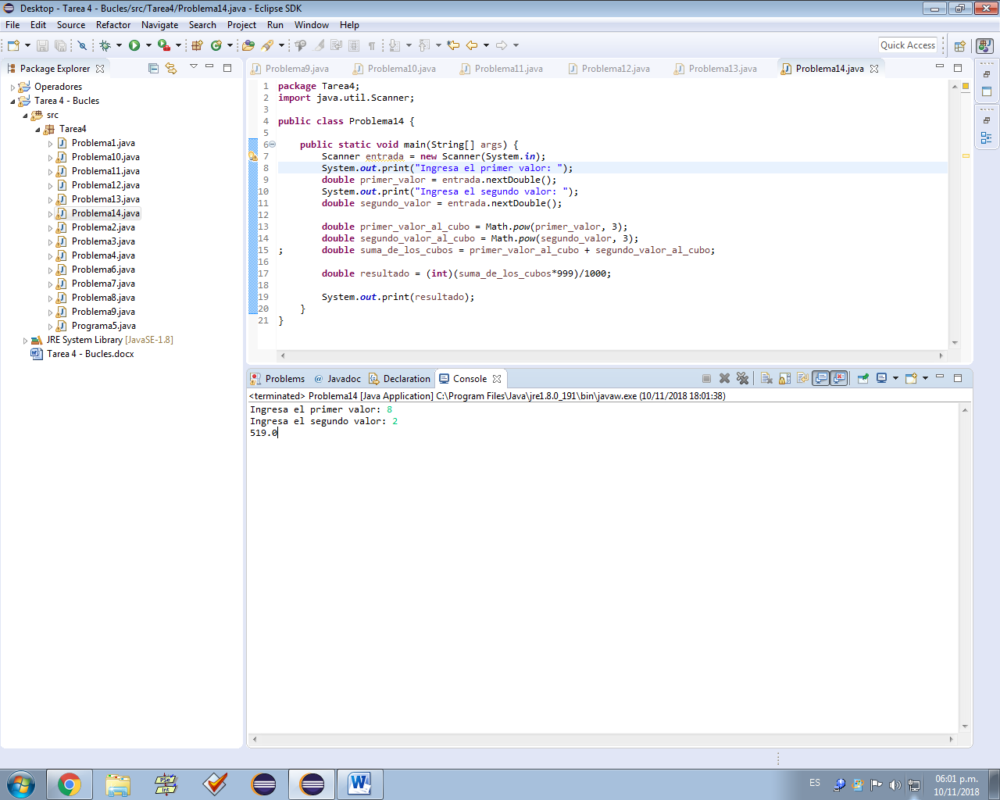 Desktop - Tarea 4 - Bucles/src/Tarea4/Problema14.java - Eclipse SDK
File Edit Source Refactor Navigate Search Project Run Window Help
Quick Access
Package Explorer
Operadores
Tarea 4 - Bucles
src
Tarea4
Problema1.java
Problema10.java
Problema11.java
Problema12.java
Problema13.java
Problema14.java
Problema2.java
Problema3.java
Problema4.java
Problema6.java
Problema7.java
Problema8.java
Problema9.java
Programa5.java
JRE System Library [JavaSE-1.8]
Tarea 4 - Bucles.docx
Problema9.java Problema10.java Problema11.java Problema12.java Problema13.java Problema14.java
1 package Tarea4;
2 import java.util.Scanner;
3
4 public class Problema14 {
5
6 public static void main(String[] args) {
7 Scanner entrada = new Scanner(System.in);
8 System.out.print("Ingresa el primer valor: ");
9 double primer_valor = entrada.nextDouble();
10 System.out.print("Ingresa el segundo valor: ");
11 double segundo_valor = entrada.nextDouble();
12
13 double primer_valor_al_cubo = Math.pow(primer_valor, 3);
14 double segundo_valor_al_cubo = Math.pow(segundo_valor, 3);
15 ; double suma_de_los_cubos = primer_valor_al_cubo + segundo_valor_al_cubo;
16
17 double resultado = (int)(suma_de_los_cubos*999)/1000;
18
19 System.out.print(resultado);
20 }
21 }
Problems @ Javadoc Declaration Console
<terminated> Problema14 [Java Application] C:\Program Files\Java\jre1.8.0_191\bin\javaw.exe (10/11/2018 18:01:38)
Ingresa el primer valor: 8
Ingresa el segundo valor: 2
519.0
PSe
Int
W
ES
06:01 p.m.
10/11/2018